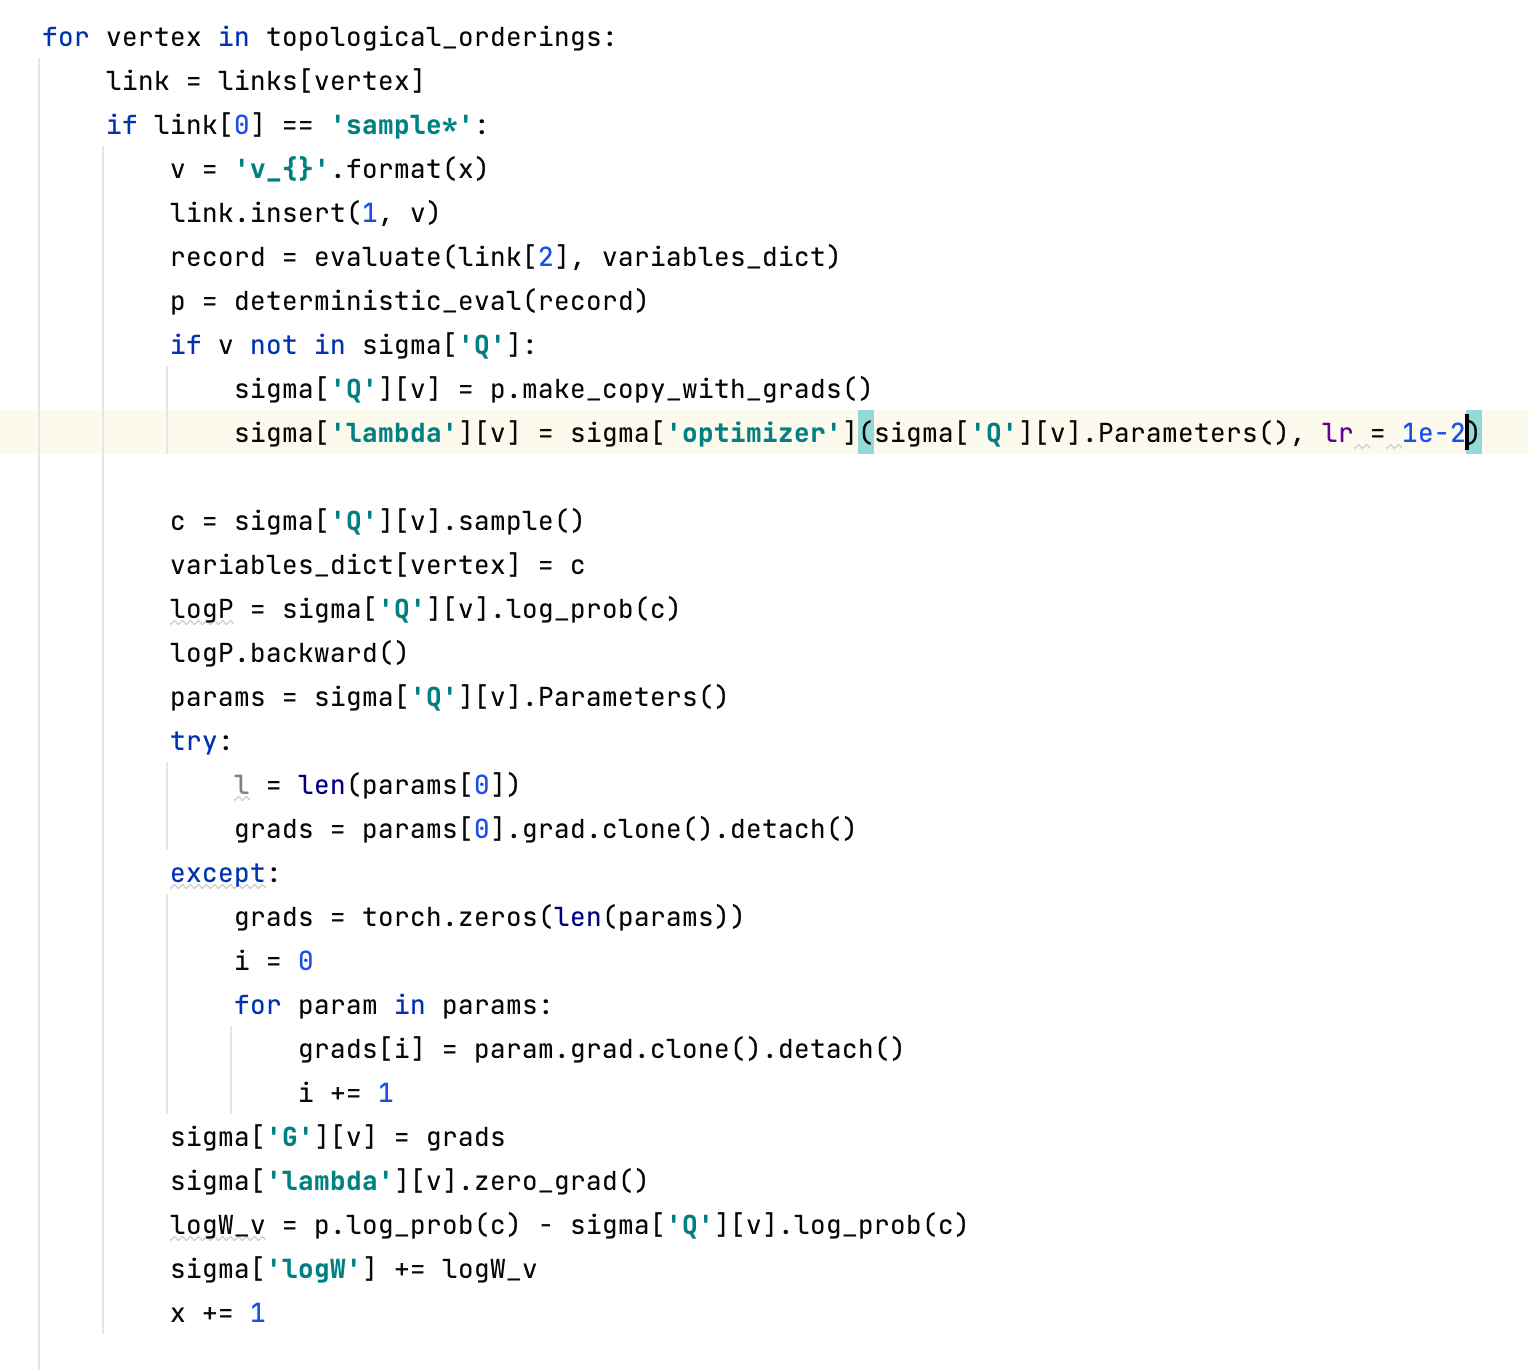 for vertex in topological_orderings:
    link = links[vertex]
    if link[0] == 'sample*':
        v = 'v_{}'.format(x)
        link.insert(1, v)
        record = evaluate(link[2], variables_dict)
        p = deterministic_eval(record)
        if v not in sigma['Q']:
            sigma['Q'][v] = p.make_copy_with_grads()
            sigma['lambda'][v] = sigma['optimizer'](sigma['Q'][v].Parameters(), lr = 1e-2)
        c = sigma['Q'][v].sample()
        variables_dict[vertex] = c
        logP = sigma['Q'][v].log_prob(c)
        logP.backward()
        params = sigma['Q'][v].Parameters()
        try:
            l = len(params[0])
            grads = params[0].grad.clone().detach()
        except:
            grads = torch.zeros(len(params))
            i = 0
            for param in params:
                grads[i] = param.grad.clone().detach()
                i += 1
        sigma['G'][v] = grads
        sigma['lambda'][v].zero_grad()
        logW_v = p.log_prob(c) - sigma['Q'][v].log_prob(c)
        sigma['logW'] += logW_v
        x += 1